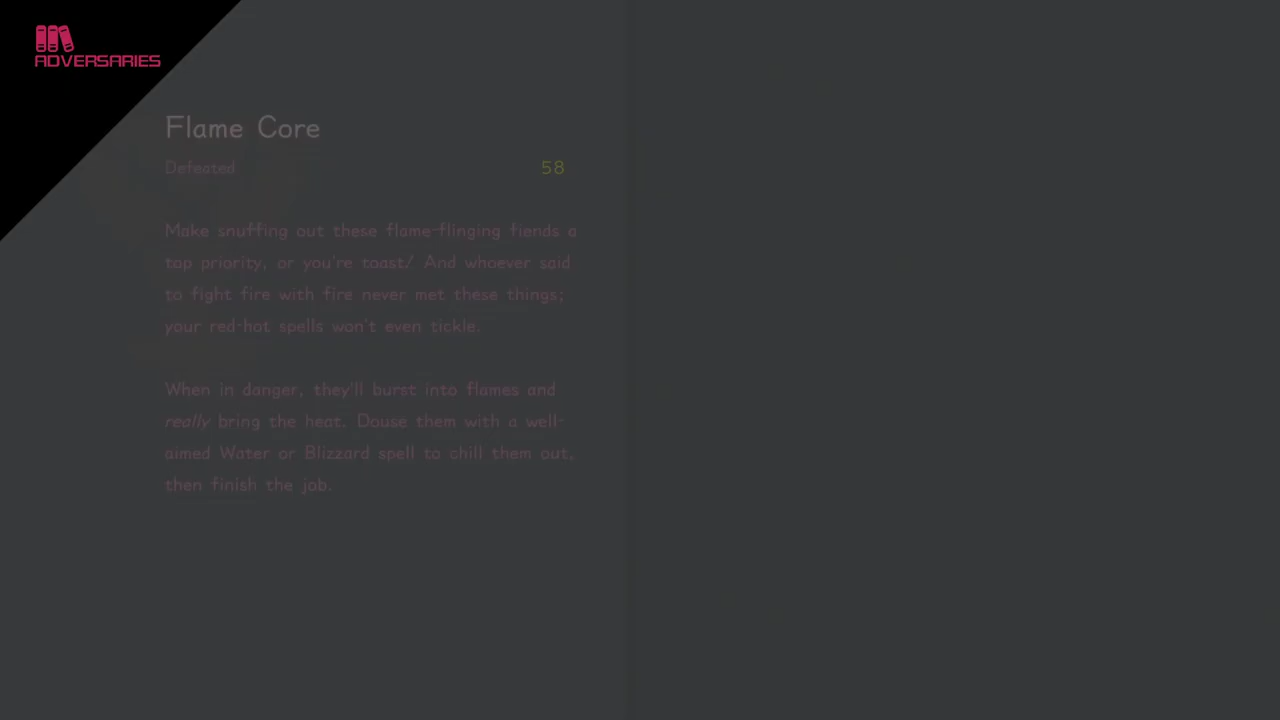 ADVERSARIES
Flame Core
Defeated 58
Make snuffing out these flame-flinging fiends a
top priority, or you're toast! And whoever said
to fight fire with fire never met these things;
your red-hot spells won't even tickle.
When in danger, they'll burst into flames and
really bring the heat. Douse them with a well-
aimed Water or Blizzard spell to chill them out,
then finish the job.